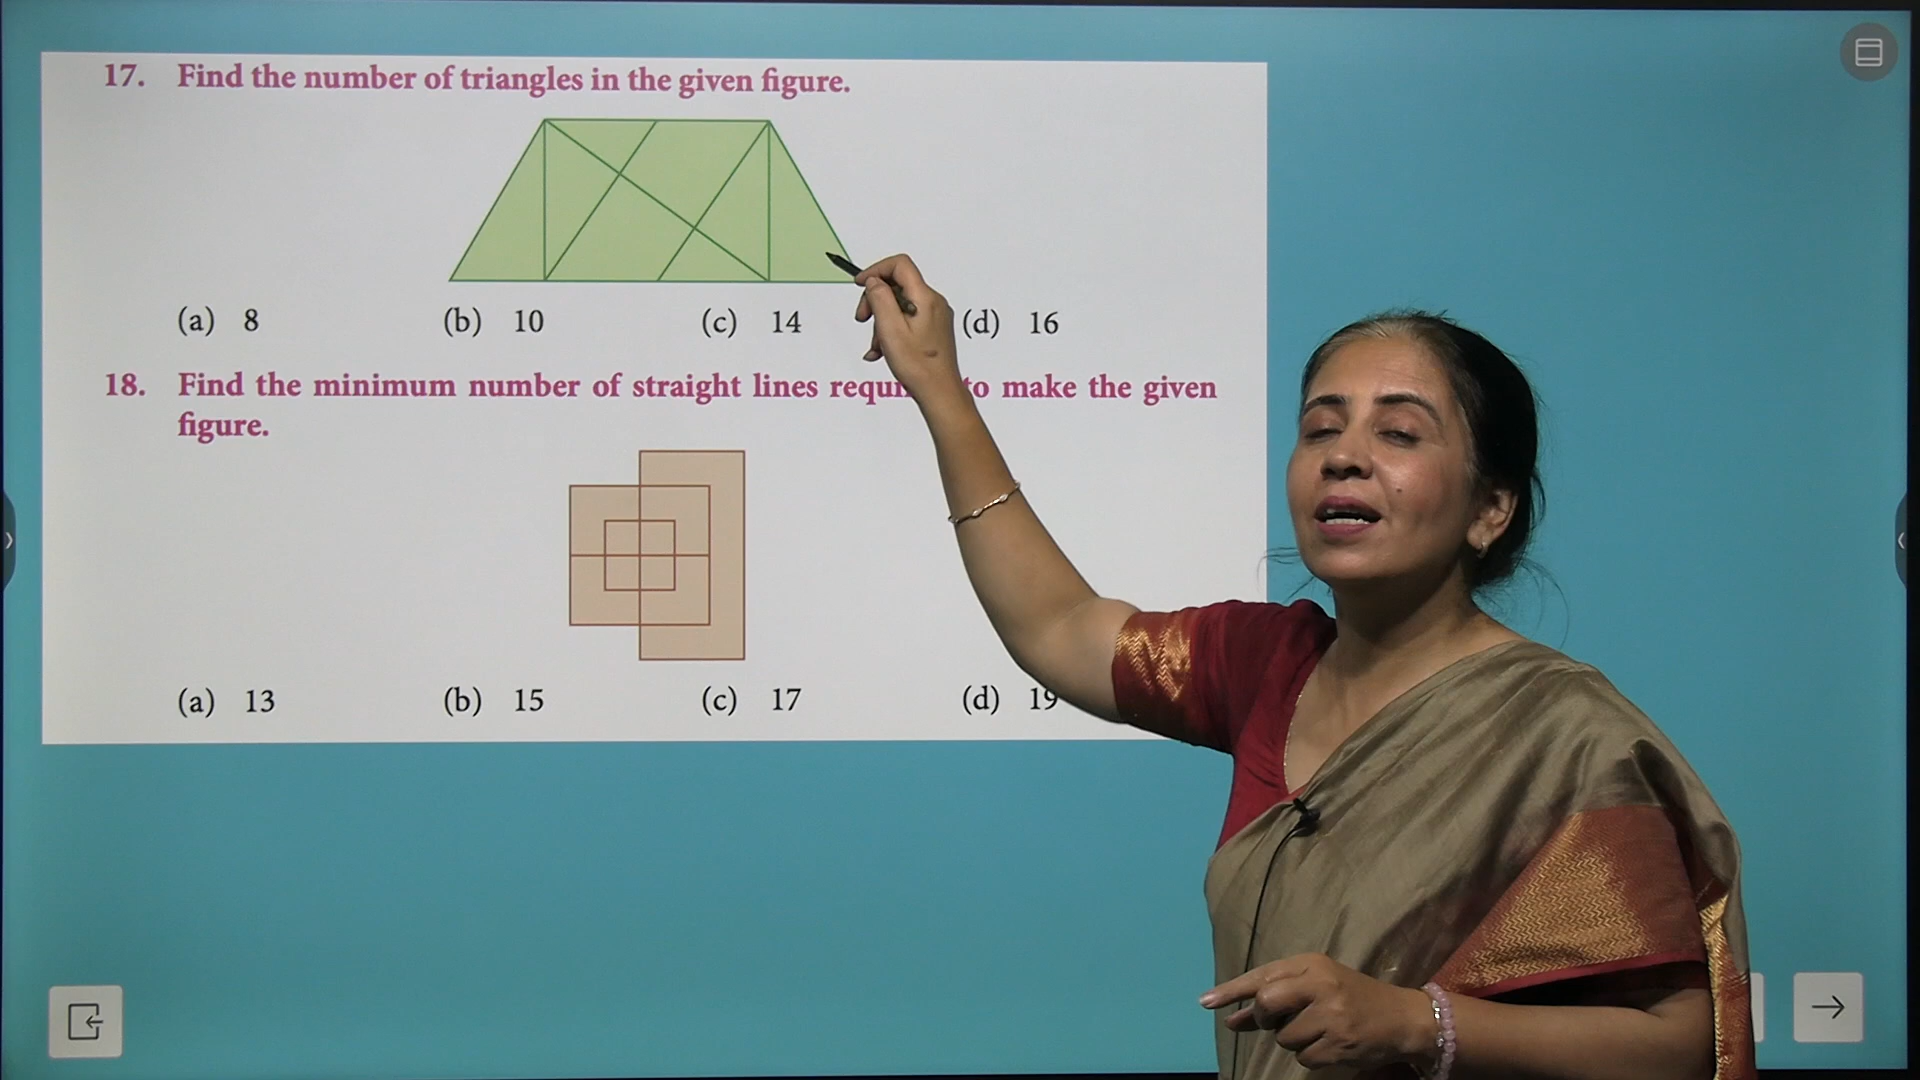 17. Find the number of triangles in the given figure.
(a) 8 (b) 10 (c) 14 (d) 16
18. Find the minimum number of straight lines to make the given
figure.
(a) 13 (b) 15 (c) 17 (d) 19